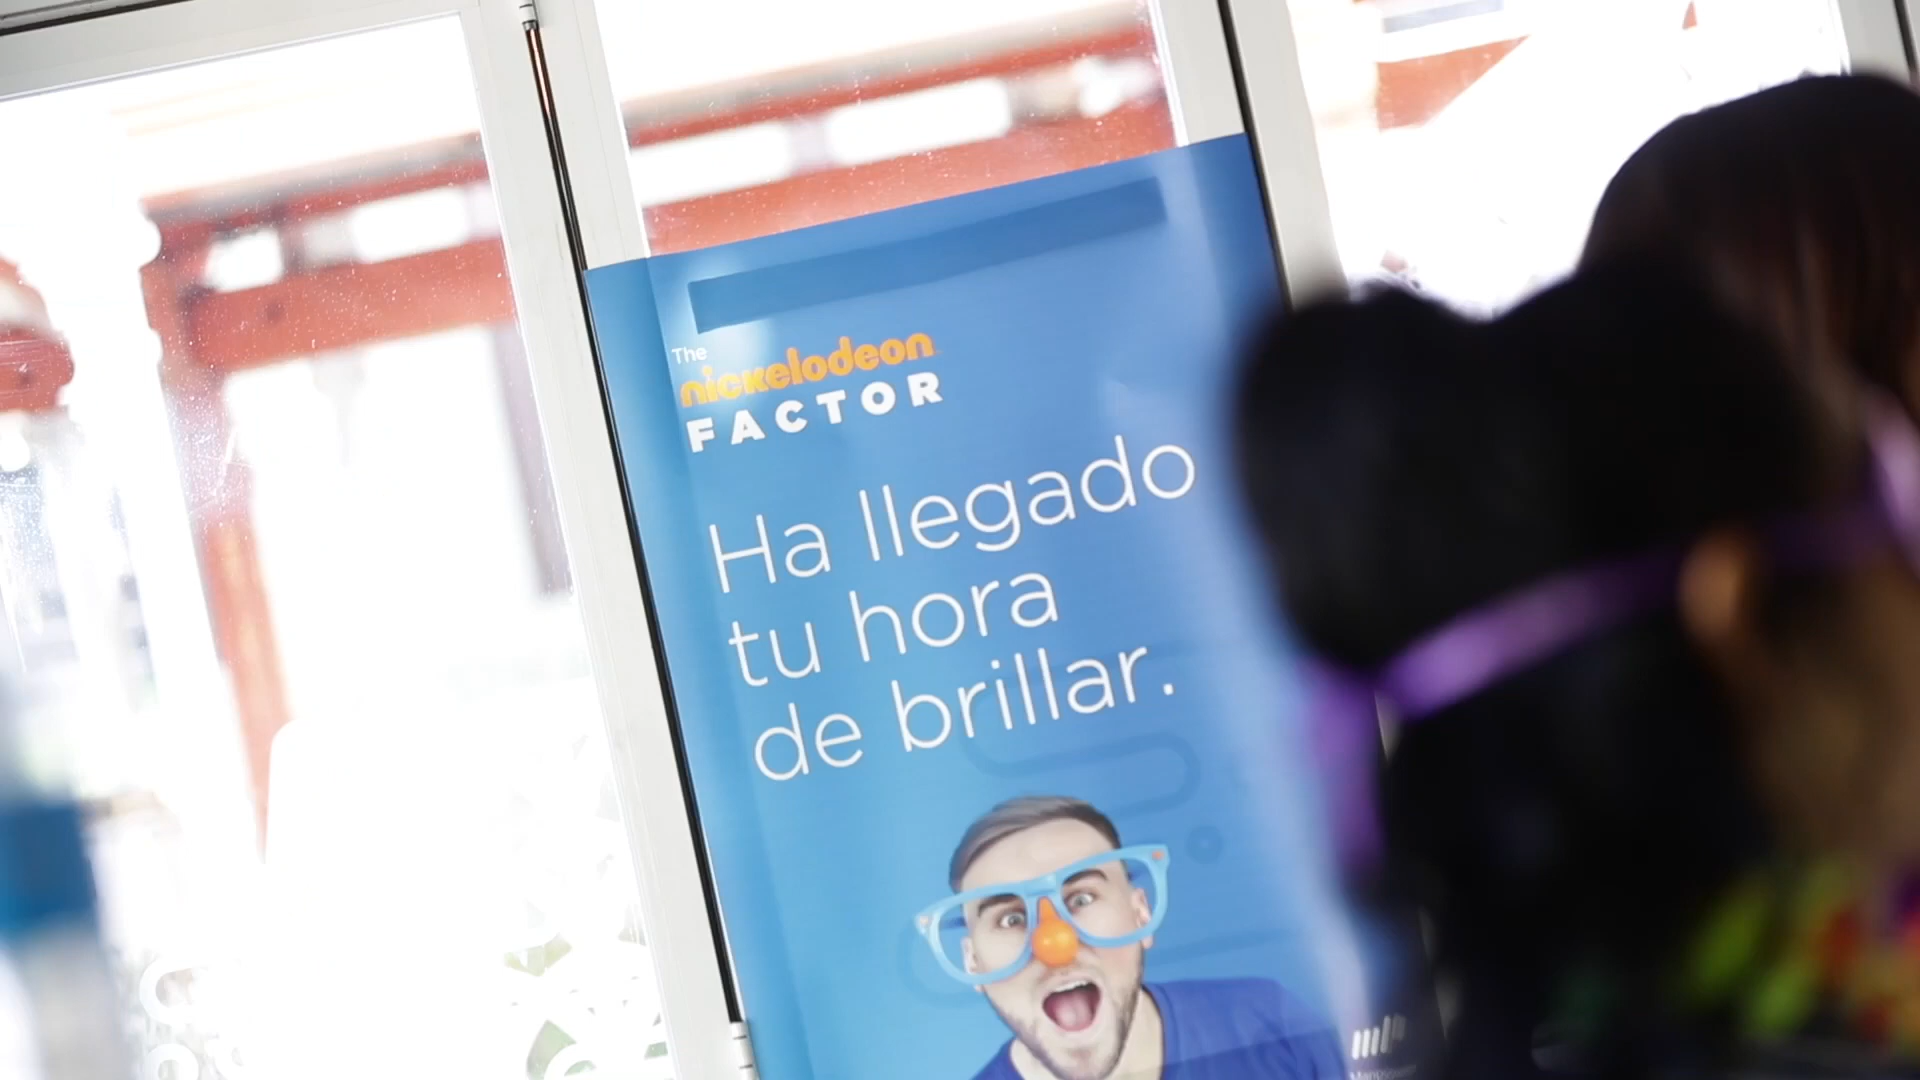 The
nickelodeon
FACTOR
Ha llegado
tu hora
de brillar.